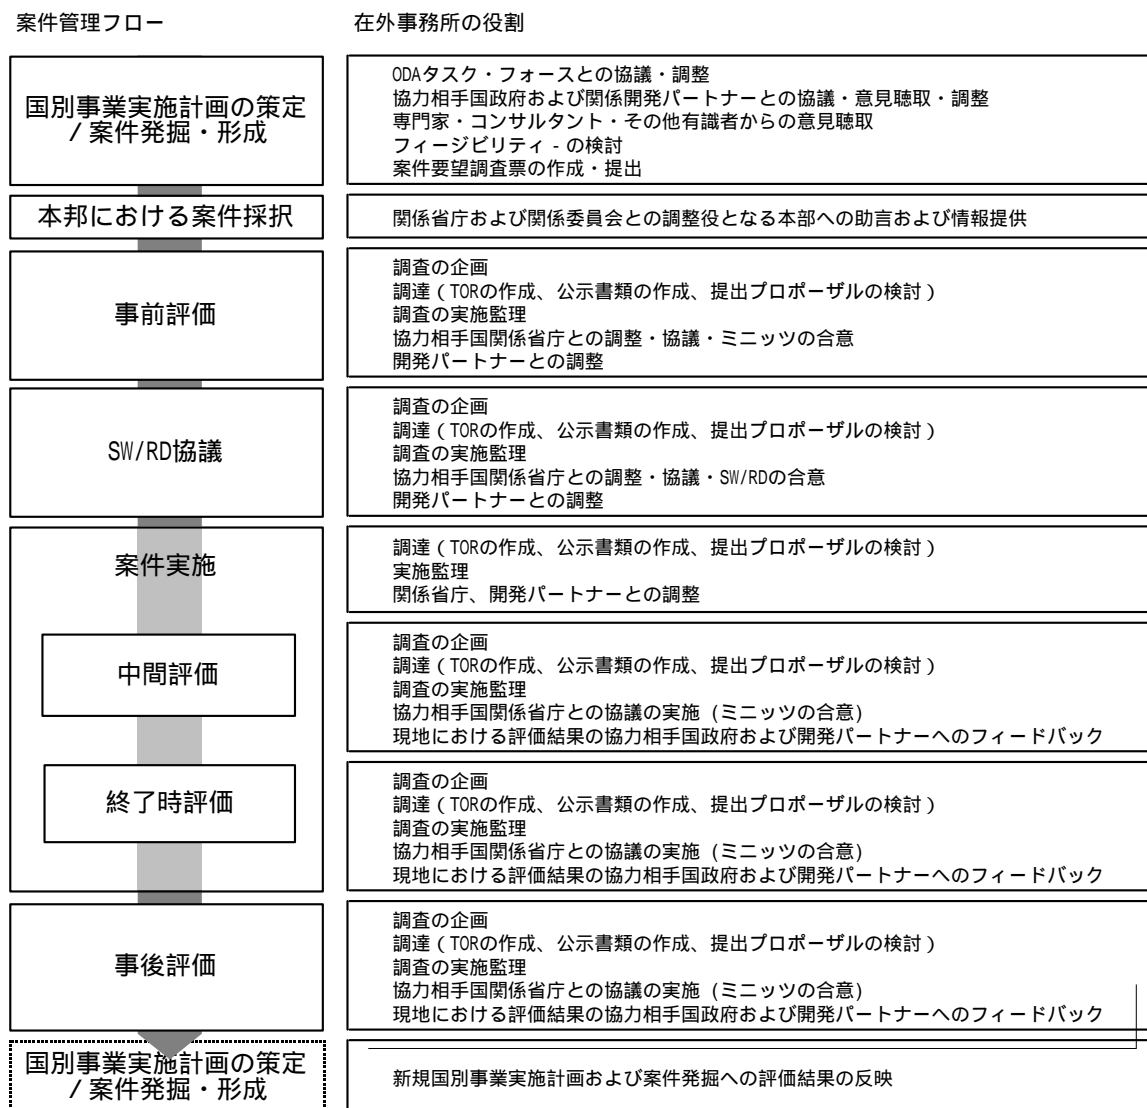 案件管理フロー
在外事務所の役割
国別事業実施計画の策定
/ 案件発掘・形成
ODAタスク・フォースとの協議・調整
協力相手国政府および関係開発パートナーとの協議・意見聴取・調整
専門家・コンサルタント・その他有識者からの意見聴取
フィージビリティ - の検討
案件要望調査票の作成・提出
本邦における案件採択
関係省庁および関係委員会との調整役となる本部への助言および情報提供
事前評価
調査の企画
調達（TORの作成、公示書類の作成、提出プロポーザルの検討）
調査の実施監理
協力相手国関係省庁との調整・協議・ミニッツの合意
開発パートナーとの調整
SW/RD協議
調査の企画
調達（TORの作成、公示書類の作成、提出プロポーザルの検討）
調査の実施監理
協力相手国関係省庁との調整・協議・SW/RDの合意
開発パートナーとの調整
案件実施
調達（TORの作成、公示書類の作成、提出プロポーザルの検討）
実施監理
関係省庁、開発パートナーとの調整
中間評価
調査の企画
調達（TORの作成、公示書類の作成、提出プロポーザルの検討）
調査の実施監理
協力相手国関係省庁との協議の実施 (ミニッツの合意)
現地における評価結果の協力相手国政府および開発パートナーへのフィードバック
終了時評価
調査の企画
調達（TORの作成、公示書類の作成、提出プロポーザルの検討）
調査の実施監理
協力相手国関係省庁との協議の実施 (ミニッツの合意)
現地における評価結果の協力相手国政府および開発パートナーへのフィードバック
事後評価
調査の企画
調達（TORの作成、公示書類の作成、提出プロポーザルの検討）
調査の実施監理
協力相手国関係省庁との協議の実施 (ミニッツの合意)
現地における評価結果の協力相手国政府および開発パートナーへのフィードバック
国別事業実施計画の策定
/ 案件発掘・形成
新規国別事業実施計画および案件発掘への評価結果の反映